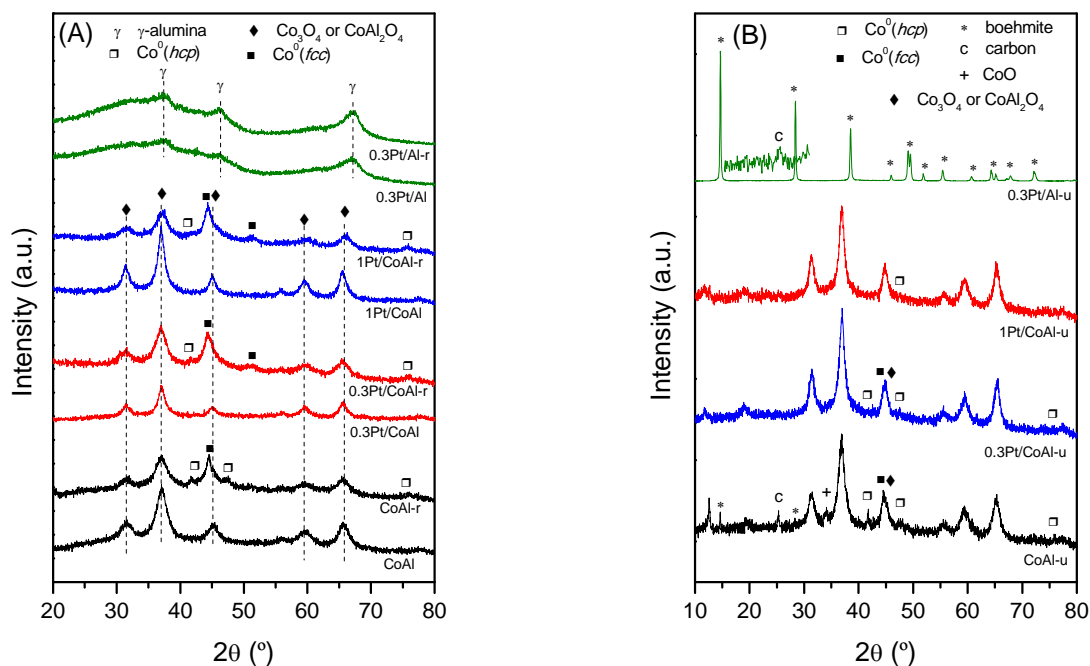 (A)
γ γ-alumina
◆ Co₃O₄ or CoAl₂O₄
❒ Co⁰(hcp)
■ Co⁰(fcc)
γ γ γ
0.3Pt/Al-r
0.3Pt/Al
◆ ◆ ❒ ■ ◆ ■ ◆ ◆ ❒
1Pt/CoAl-r
1Pt/CoAl
❒ ■ ■ ❒
0.3Pt/CoAl-r
0.3Pt/CoAl
❒ ■ ❒ ❒
CoAl-r
CoAl
20 30 40 50 60 70 80
2θ (º)
Intensity (a.u.)
(B)
❒ Co⁰(hcp)
■ Co⁰(fcc)
* boehmite
c carbon
+ CoO
◆ Co₃O₄ or CoAl₂O₄
* c * * * * * * * * * *
0.3Pt/Al-u
❒
1Pt/CoAl-u
❒ ■ ◆ ❒ ❒
0.3Pt/CoAl-u
* c * + ❒ ■ ◆ ❒ ❒
CoAl-u
10 20 30 40 50 60 70 80
2θ (º)
Intensity (a.u.)